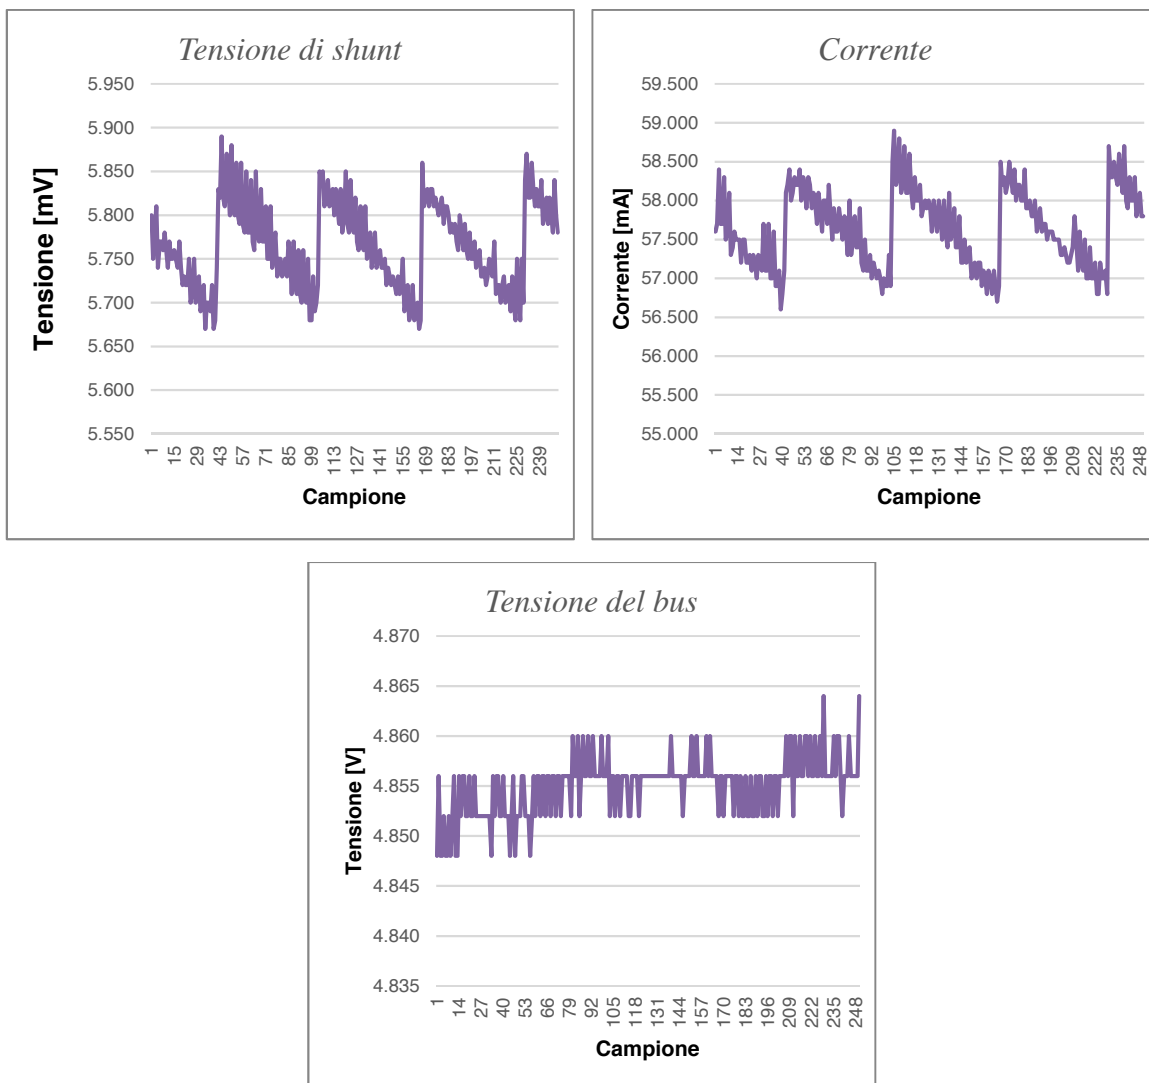 Tensione di shunt
5.950
5.900
5.850
5.800
5.750
5.700
5.650
5.600
5.550
Tensione [mV]
1 15 29 43 57 71 85 99 113 127 141 155 169 183 197 211 225 239
Campione
Corrente
59.500
59.000
58.500
58.000
57.500
57.000
56.500
56.000
55.500
55.000
Corrente [mA]
1 14 27 40 53 66 79 92 105 118 131 144 157 170 183 196 209 222 235 248
Campione
Tensione del bus
4.870
4.865
4.860
4.855
4.850
4.845
4.840
4.835
Tensione [V]
1 14 27 40 53 66 79 92 105 118 131 144 157 170 183 196 209 222 235 248
Campione